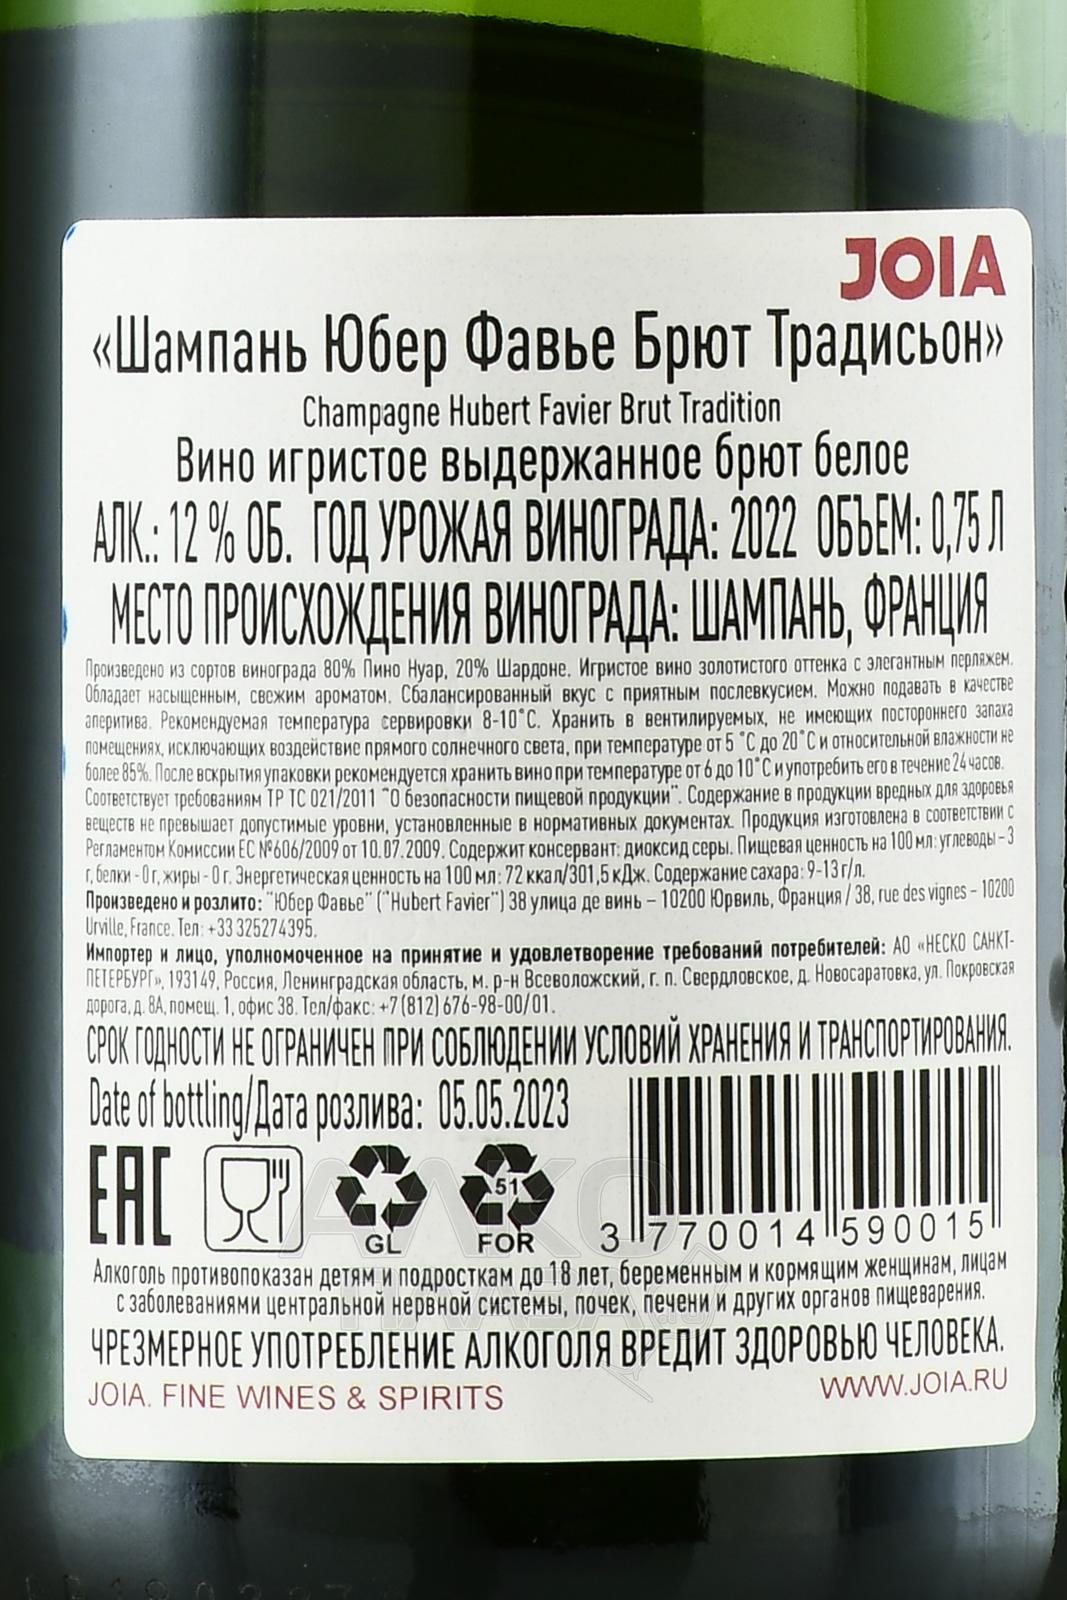 JOIA
«Шампань Юбер Фавье Брют Традисьон»
Champagne Hubert Favier Brut Tradition
Вино игристое выдержанное брют белое
АЛК.: 12 % ОБ. ГОД УРОЖАЯ ВИНОГРАДА: 2022 ОБЪЕМ: 0,75 Л
МЕСТО ПРОИСХОЖДЕНИЯ ВИНОГРАДА: ШАМПАНЬ, ФРАНЦИЯ
Произведено из сортов винограда 80% Пино Нуар, 20% Шардоне. Игристое вино золотистого оттенка с элегантным перляжем.
Обладает насыщенным, свежим ароматом. Сбалансированный вкус с приятным послевкусием. Можно подавать в качестве
аперитива. Рекомендуемая температура сервировки 8-10˚С. Хранить в вентилируемых, не имеющих постороннего запаха
помещениях, исключающих воздействие прямого солнечного света, при температуре от 5 ˚С до 20˚С и относительной влажности не
более 85%. После вскрытия упаковки рекомендуется хранить вино при температуре от 6 до 10˚С и употребить его в течение 24 часов.
Соответствует требованиям ТР ТС 021/2011 "О безопасности пищевой продукции". Содержание в продукции вредных для здоровья
веществ не превышает допустимые уровни, установленные в нормативных документах. Продукция изготовлена в соответствии с
Регламентом Комиссии ЕС №606/2009 от 10.07.2009. Содержит консервант: диоксид серы. Пищевая ценность на 100 мл: углеводы – 3
г, белки - 0 г, жиры - 0 г. Энергетическая ценность на 100 мл: 72 ккал/301,5 кДж. Содержание сахара: 9-13 г/л.
Произведено и розлито: "Юбер Фавье" ("Hubert Favier") 38 улица де винь – 10200 Юрвиль, Франция / 38, rue des vignes – 10200
Urville, France. Тел: +33 325274395.
Импортер и лицо, уполномоченное на принятие и удовлетворение требований потребителей: АО «НЕСКО САНКТ-
ПЕТЕРБУРГ», 193149, Россия, Ленинградская область, м. р-н Всеволожский, г. п. Свердловское, д. Новосаратовка, ул. Покровская
дорога, д. 8А, помещ. 1, офис 38. Тел/факс: +7 (812) 676-98-00/01.
СРОК ГОДНОСТИ НЕ ОГРАНИЧЕН ПРИ СОБЛЮДЕНИИ УСЛОВИЙ ХРАНЕНИЯ И ТРАНСПОРТИРОВАНИЯ.
Date of bottling/Дата розлива: 05.05.2023
EAC
GL
51
FOR
3 770014 590015
Алкоголь противопоказан детям и подросткам до 18 лет, беременным и кормящим женщинам, лицам
с заболеваниями центральной нервной системы, почек, печени и других органов пищеварения.
ЧРЕЗМЕРНОЕ УПОТРЕБЛЕНИЕ АЛКОГОЛЯ ВРЕДИТ ЗДОРОВЬЮ ЧЕЛОВЕКА.
JOIA. FINE WINES & SPIRITS
WWW.JOIA.RU